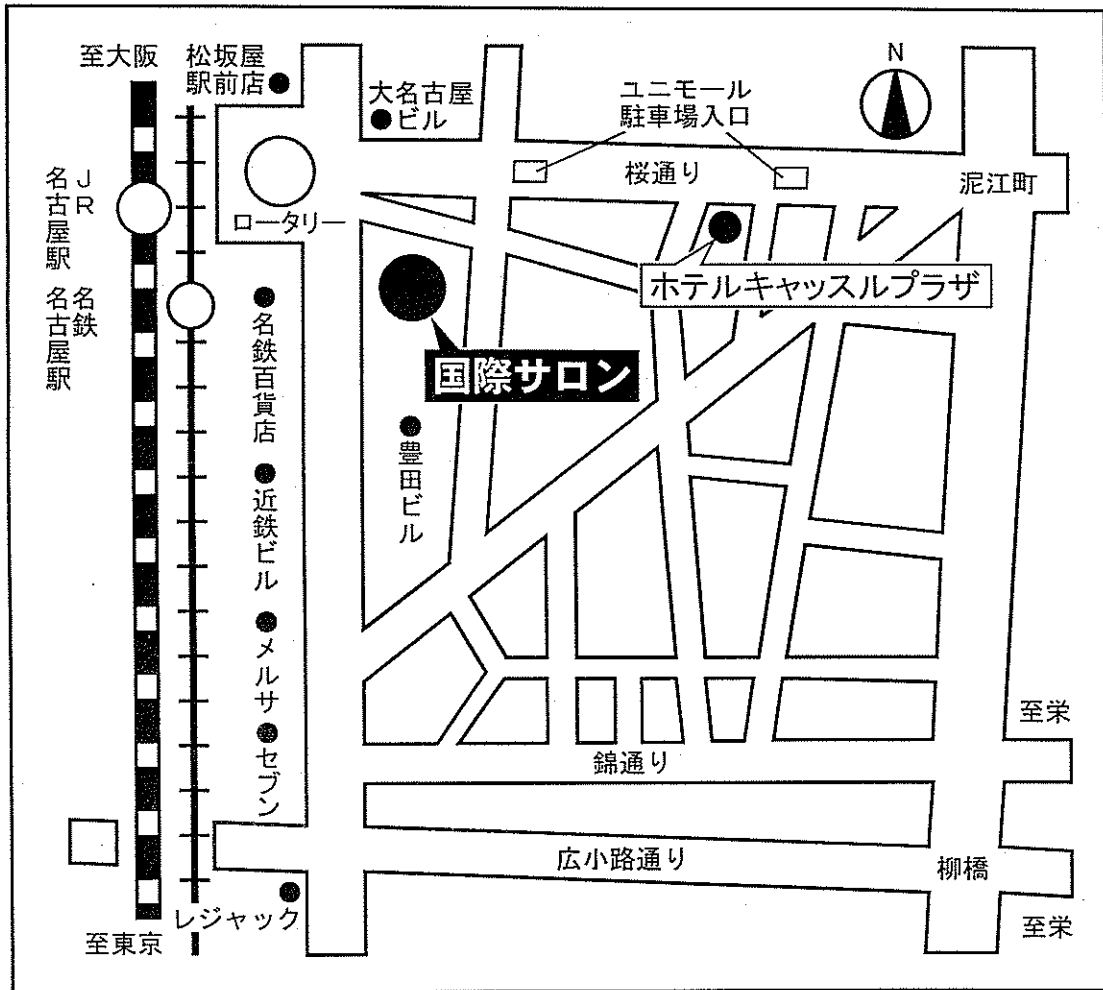 至大阪
松坂屋
駅前店
大名古屋
ビル
ユニモール
駐車場入口
N
桜通り
泥江町
JR
名古屋駅
ロータリー
ホテルキャッスルプラザ
名鉄
名古屋駅
名鉄百貨店
国際サロン
豊田ビル
近鉄ビル
メルサ
セブン
至栄
錦通り
広小路通り
柳橋
レジャック
至東京
至栄